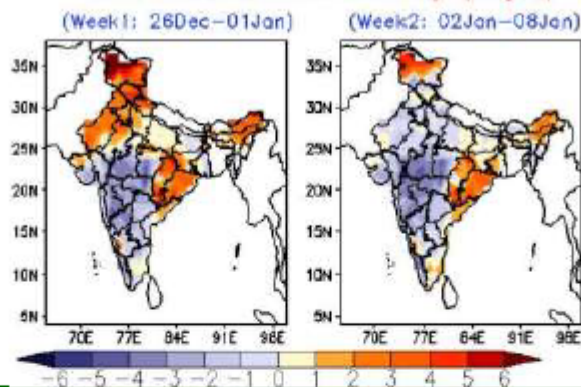 (Week1: 26Dec-01Jan) (Week2: 02Jan-08Jan)
35N 35N
30N 30N
25N 25N
20N 20N
15N 15N
10N 10N
5N 5N
70E 77E 84E 91E 98E 70E 77E 84E 91E 98E
-6 -5 -4 -3 -2 -1 0 1 2 3 4 5 6